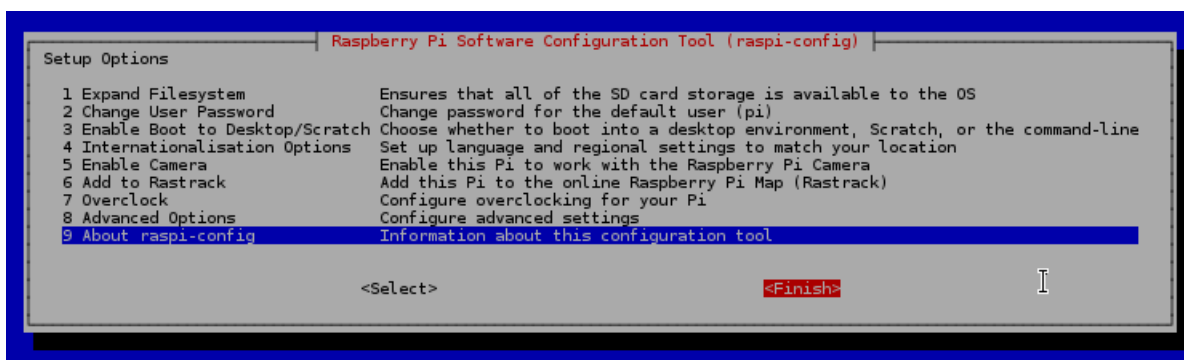 Raspberry Pi Software Configuration Tool (raspi-config)
Setup Options
1 Expand Filesystem Ensures that all of the SD card storage is available to the OS
2 Change User Password Change password for the default user (pi)
3 Enable Boot to Desktop/Scratch Choose whether to boot into a desktop environment, Scratch, or the command-line
4 Internationalisation Options Set up language and regional settings to match your location
5 Enable Camera Enable this Pi to work with the Raspberry Pi Camera
6 Add to Rastrack Add this Pi to the online Raspberry Pi Map (Rastrack)
7 Overclock Configure overclocking for your Pi
8 Advanced Options Configure advanced settings
9 About raspi-config Information about this configuration tool
<Select> <Finish>